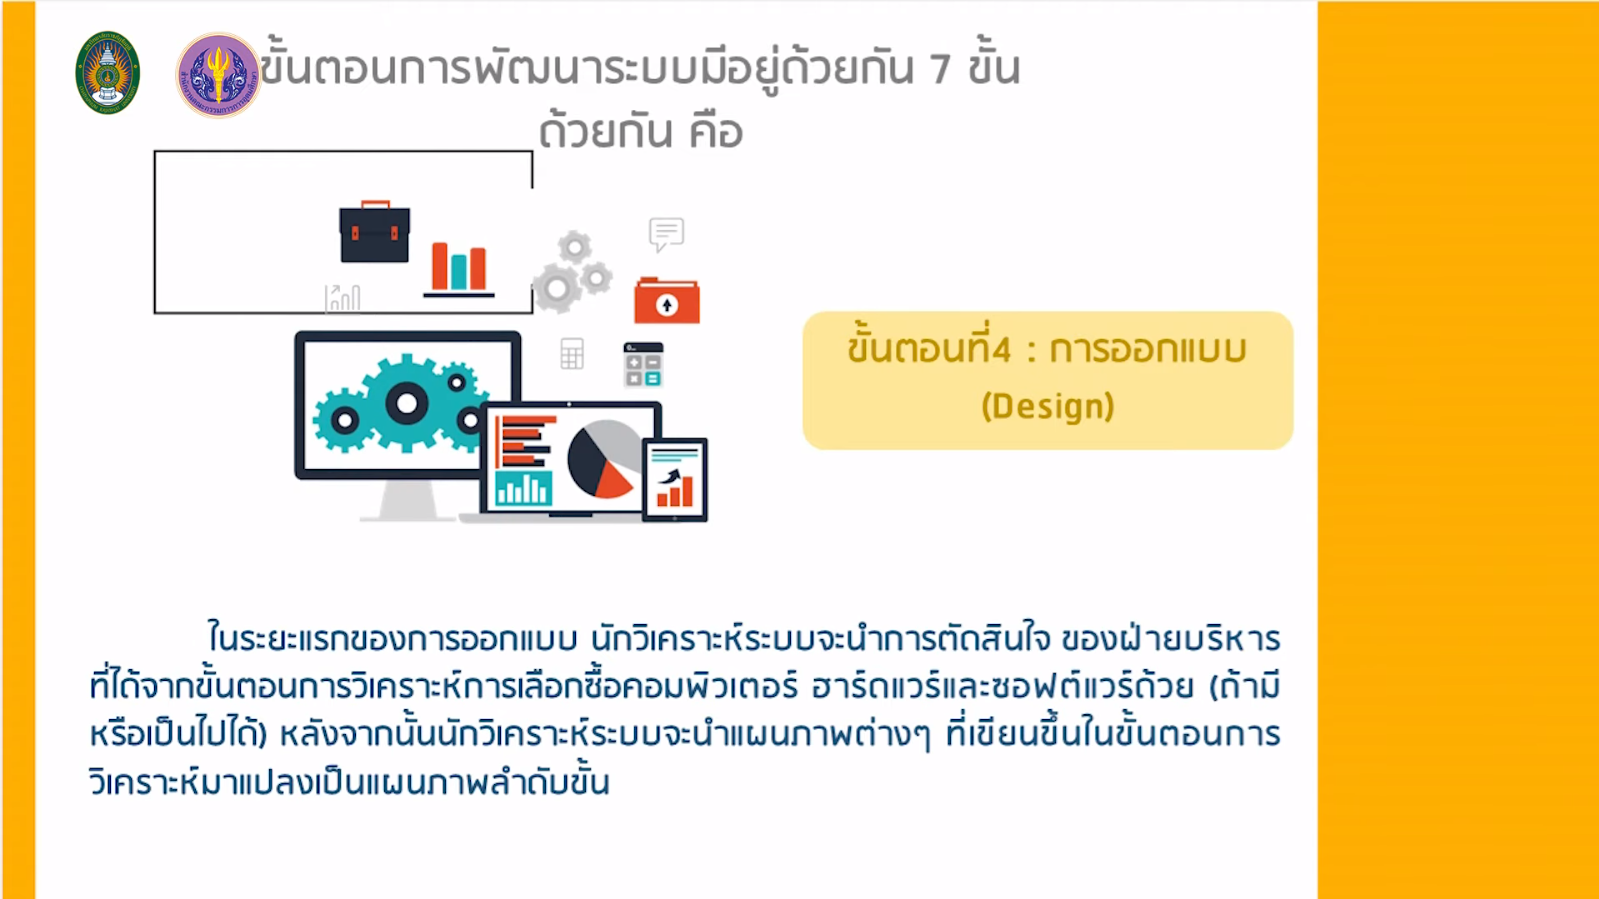 ขั้นตอนการพัฒนาระบบมีอยู่ด้วยกัน 7 ขั้น
ด้วยกัน คือ
ขั้นตอนที่4 : การออกแบบ
(Design)
ในระยะแรกของการออกแบบ นักวิเคราะห์ระบบจะนำการตัดสินใจ ของฝ่ายบริหาร
ที่ได้จากขั้นตอนการวิเคราะห์การเลือกซื้อคอมพิวเตอร์ ฮาร์ดแวร์และซอฟต์แวร์ด้วย (ถ้ามี
หรือเป็นไปได้) หลังจากนั้นนักวิเคราะห์ระบบจะนำแผนภาพต่างๆ ที่เขียนขึ้นในขั้นตอนการ
วิเคราะห์มาแปลงเป็นแผนภาพลำดับขั้น